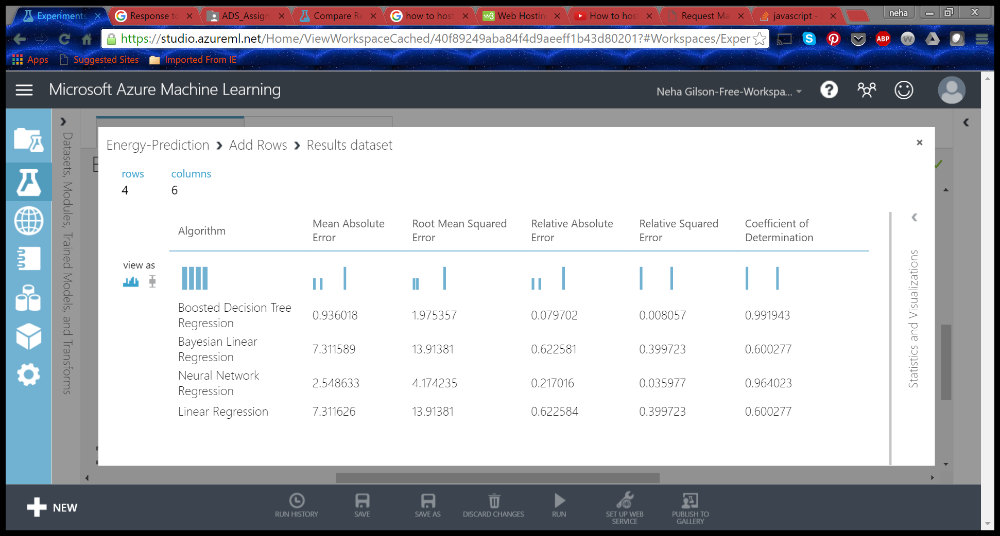 Experiments
Response to
ADS_Assign
Compare Re
how to host
Web Hosting
How to host
Request Ma
javascript -
neha
https://studio.azureml.net/Home/ViewWorkspaceCached/40f89249aba84f4d9aeeff1b43d80201?#Workspaces/Exper
ABP
Apps
Suggested Sites
Imported From IE
Microsoft Azure Machine Learning
Neha Gilson-Free-Workspa...
Datasets, Modules, Trained Models, and Transforms
Energy-Prediction › Add Rows › Results dataset
rows
columns
4
6
Algorithm
Mean Absolute Error
Root Mean Squared Error
Relative Absolute Error
Relative Squared Error
Coefficient of Determination
view as
Boosted Decision Tree Regression 0.936018 1.975357 0.079702 0.008057 0.991943
Bayesian Linear Regression 7.311589 13.91381 0.622581 0.399723 0.600277
Neural Network Regression 2.548633 4.174235 0.217016 0.035977 0.964023
Linear Regression 7.311626 13.91381 0.622584 0.399723 0.600277
Statistics and Visualizations
NEW
RUN HISTORY
SAVE
SAVE AS
DISCARD CHANGES
RUN
SET UP WEB SERVICE
PUBLISH TO GALLERY